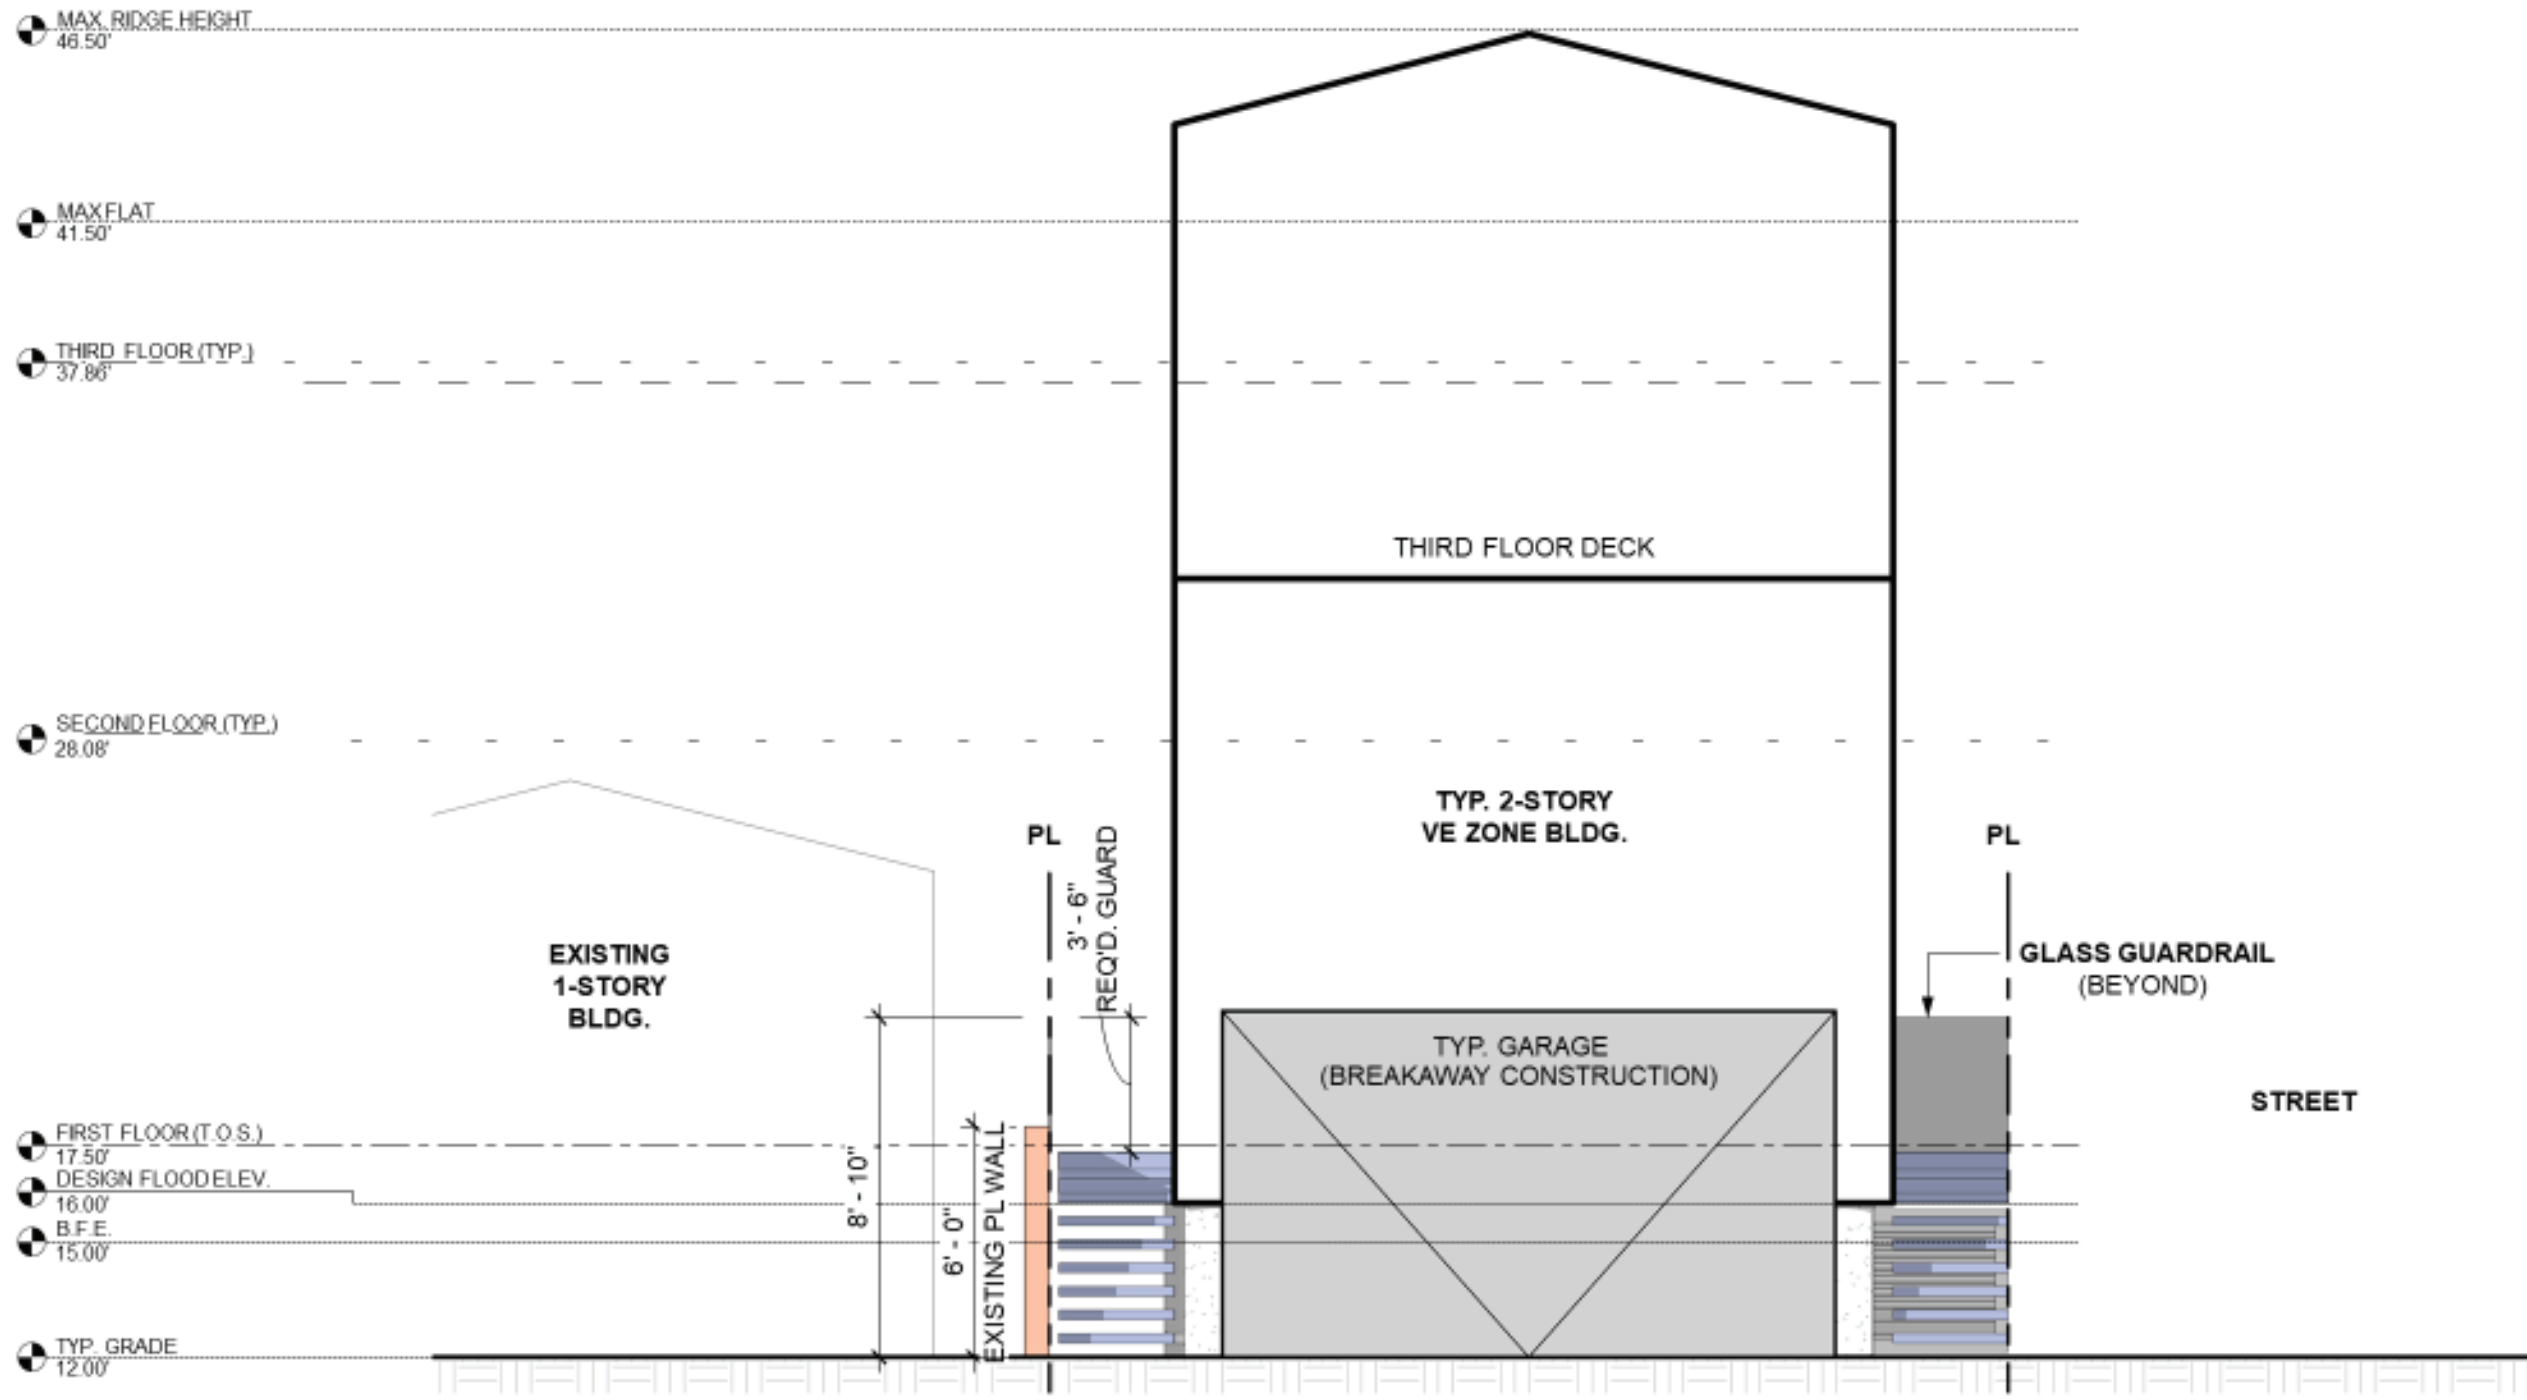 MAX. RIDGE HEIGHT
46.50'
MAX FLAT
41.50'
THIRD FLOOR (TYP.)
37.86'
THIRD FLOOR DECK
SECOND FLOOR (TYP.)
28.08'
TYP. 2-STORY
VE ZONE BLDG.
PL
PL
3' - 6"
REQ'D. GUARD
EXISTING
1-STORY
BLDG.
GLASS GUARDRAIL
(BEYOND)
TYP. GARAGE
(BREAKAWAY CONSTRUCTION)
STREET
FIRST FLOOR (T.O.S.)
17.50'
DESIGN FLOOD ELEV.
16.00'
B.F.E.
15.00'
8' - 10"
6' - 0"
EXISTING PL WALL
TYP. GRADE
12.00'